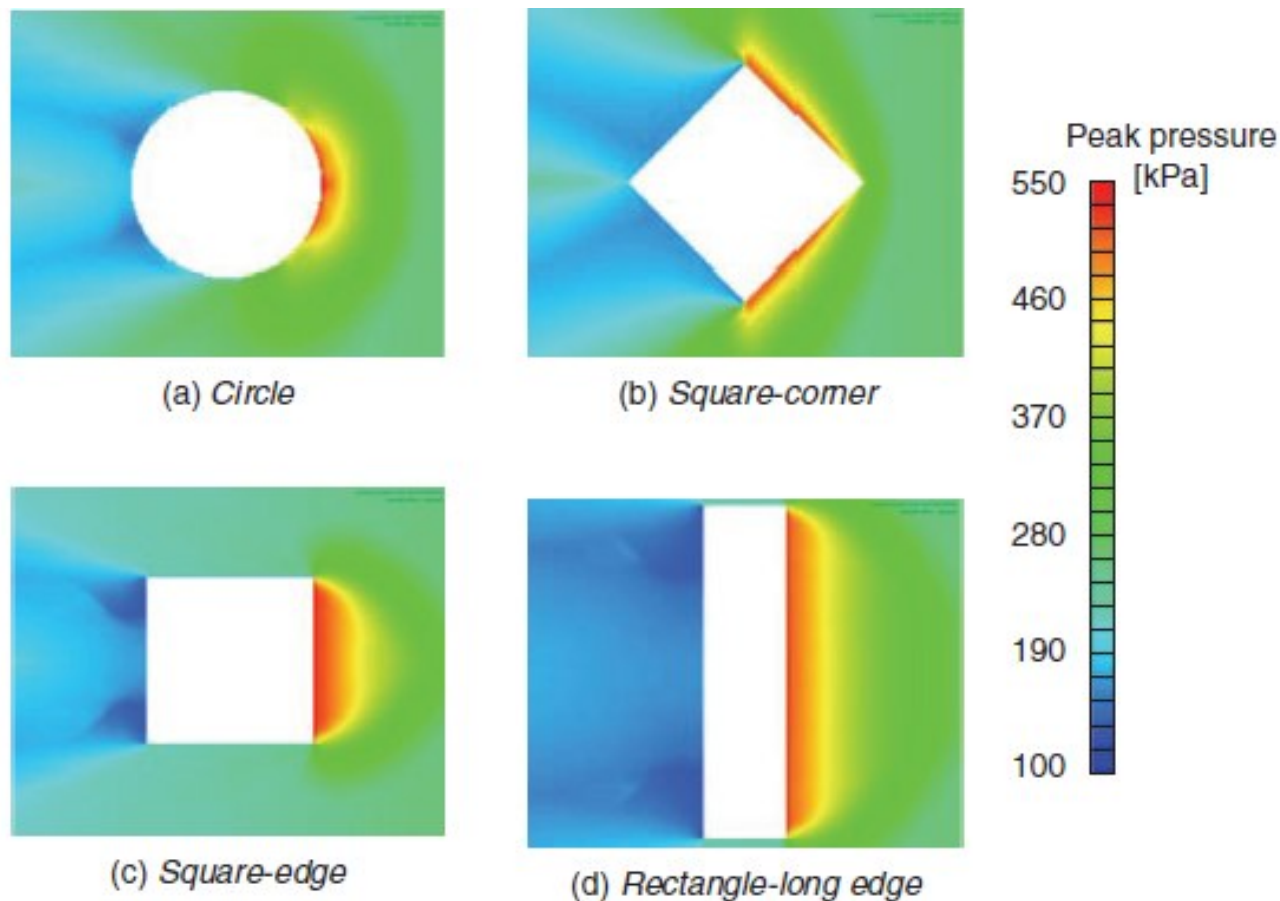 (a) Circle
(b) Square-corner
(c) Square-edge
(d) Rectangle-long edge
Peak pressure
[kPa]
550
460
370
280
190
100